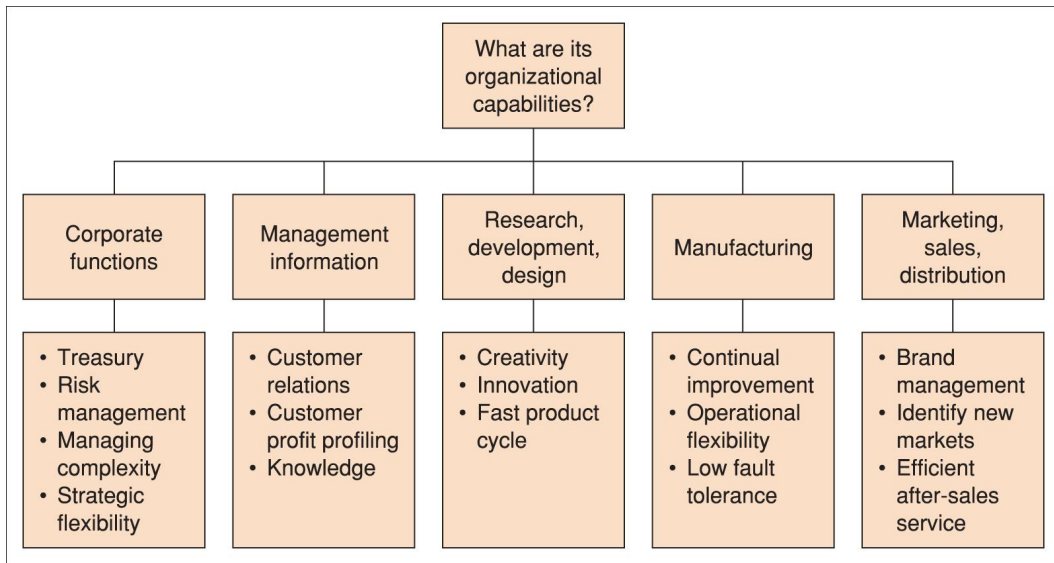 What are its
organizational
capabilities?
Corporate
functions
Management
information
Research,
development,
design
Manufacturing
Marketing,
sales,
distribution
• Treasury
• Risk
management
• Managing
complexity
• Strategic
flexibility
• Customer
relations
• Customer
profit profiling
• Knowledge
• Creativity
• Innovation
• Fast product
cycle
• Continual
improvement
• Operational
flexibility
• Low fault
tolerance
• Brand
management
• Identify new
markets
• Efficient
after-sales
service